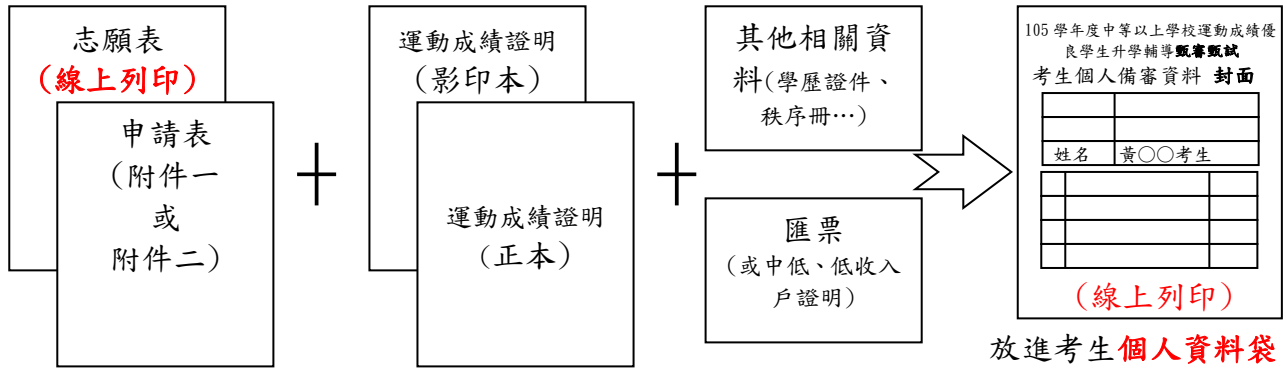 志願表
(線上列印)
申請表
(附件一
或
附件二)
＋
運動成績證明
(影印本)
運動成績證明
(正本)
＋
其他相關資
料(學歷證件、
秩序冊…)
匯票
(或中低、低收入
戶證明)
105 學年度中等以上學校運動成績優
良學生升學輔導甄審甄試
考生個人備審資料 封面
姓名 黃○○考生
(線上列印)
放進考生個人資料袋